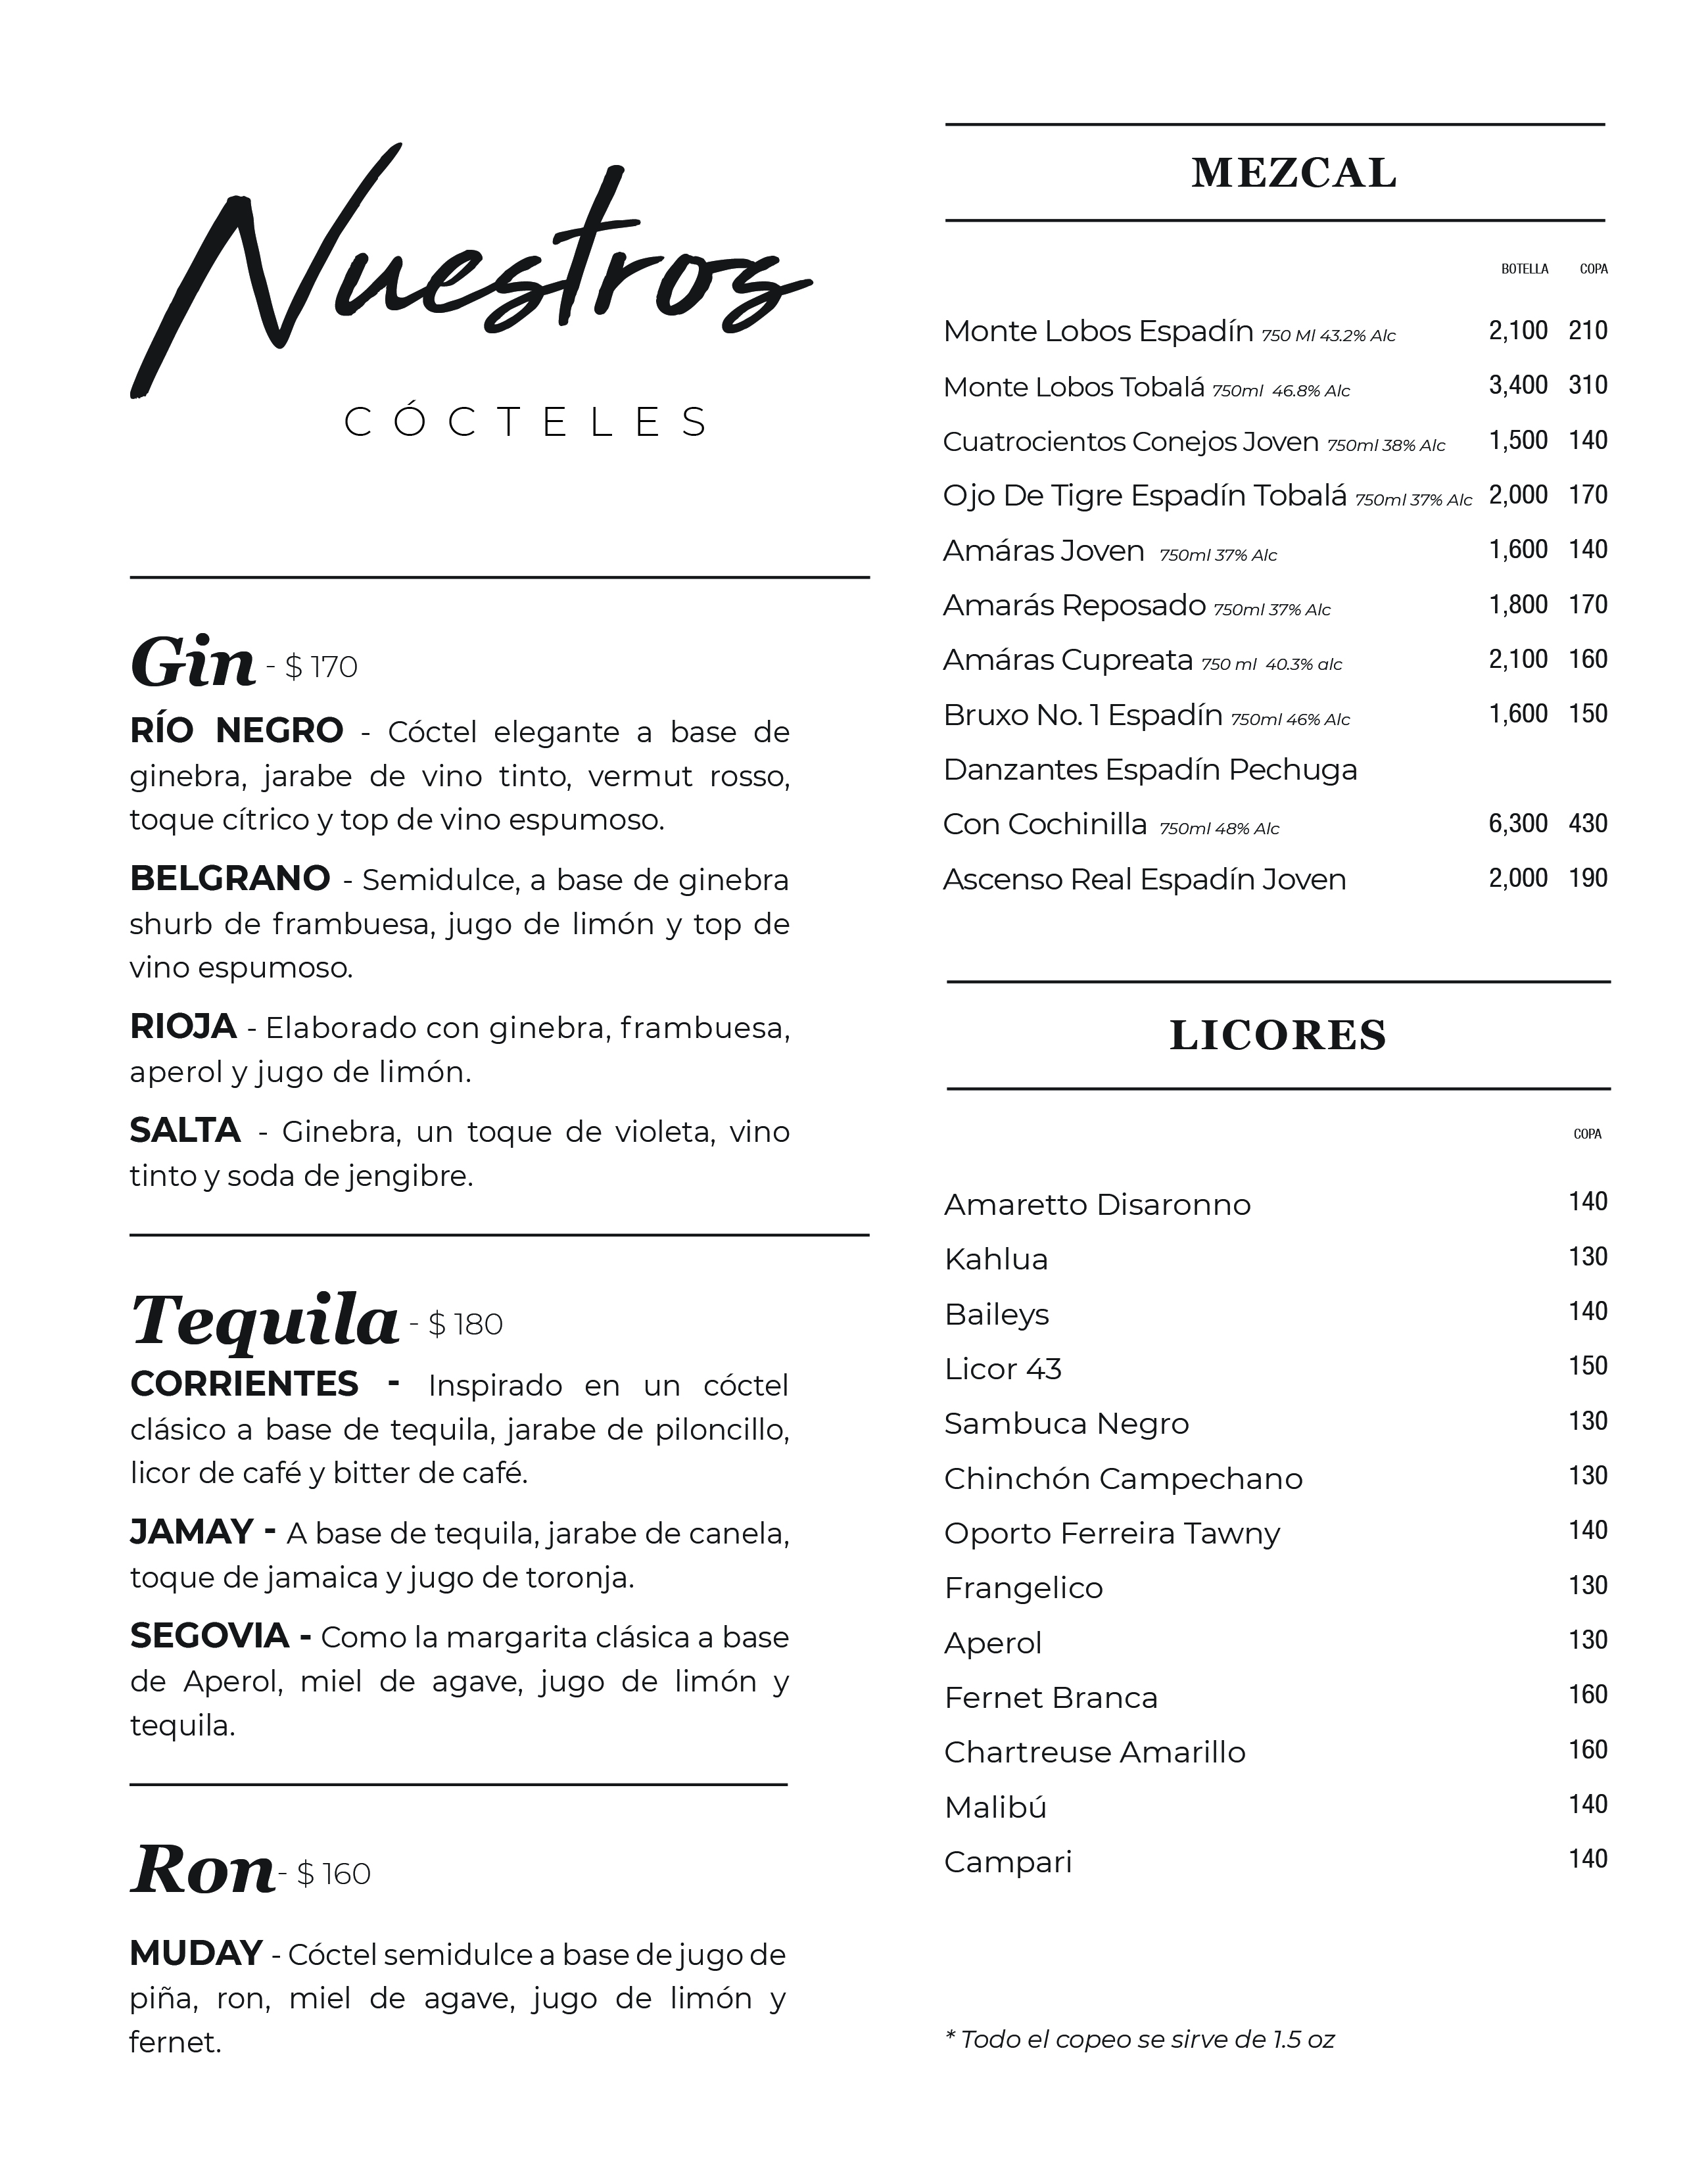 Nuestros
CÓCTELES
Gin - $ 170
RÍO NEGRO - Cóctel elegante a base de
ginebra, jarabe de vino tinto, vermut rosso,
toque cítrico y top de vino espumoso.
BELGRANO - Semidulce, a base de ginebra
shurb de frambuesa, jugo de limón y top de
vino espumoso.
RIOJA - Elaborado con ginebra, frambuesa,
aperol y jugo de limón.
SALTA - Ginebra, un toque de violeta, vino
tinto y soda de jengibre.
Tequila - $ 180
CORRIENTES - Inspirado en un cóctel
clásico a base de tequila, jarabe de piloncillo,
licor de café y bitter de café.
JAMAY - A base de tequila, jarabe de canela,
toque de jamaica y jugo de toronja.
SEGOVIA - Como la margarita clásica a base
de Aperol, miel de agave, jugo de limón y
tequila.
Ron - $ 160
MUDAY - Cóctel semidulce a base de jugo de
piña, ron, miel de agave, jugo de limón y
fernet.
MEZCAL
BOTELLA COPA
Monte Lobos Espadín 750 Ml 43.2% Alc 2,100 210
Monte Lobos Tobalá 750ml 46.8% Alc 3,400 310
Cuatrocientos Conejos Joven 750ml 38% Alc 1,500 140
Ojo De Tigre Espadín Tobalá 750ml 37% Alc 2,000 170
Amáras Joven 750ml 37% Alc 1,600 140
Amarás Reposado 750ml 37% Alc 1,800 170
Amáras Cupreata 750 ml 40.3% alc 2,100 160
Bruxo No. 1 Espadín 750ml 46% Alc 1,600 150
Danzantes Espadín Pechuga
Con Cochinilla 750ml 48% Alc 6,300 430
Ascenso Real Espadín Joven 2,000 190
LICORES
COPA
Amaretto Disaronno 140
Kahlua 130
Baileys 140
Licor 43 150
Sambuca Negro 130
Chinchón Campechano 130
Oporto Ferreira Tawny 140
Frangelico 130
Aperol 130
Fernet Branca 160
Chartreuse Amarillo 160
Malibú 140
Campari 140
* Todo el copeo se sirve de 1.5 oz